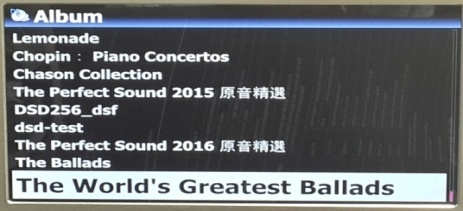 Album
Lemonade
Chopin : Piano Concertos
Chason Collection
The Perfect Sound 2015 原音精選
DSD256_dsf
dsd-test
The Perfect Sound 2016 原音精選
The Ballads
The World's Greatest Ballads